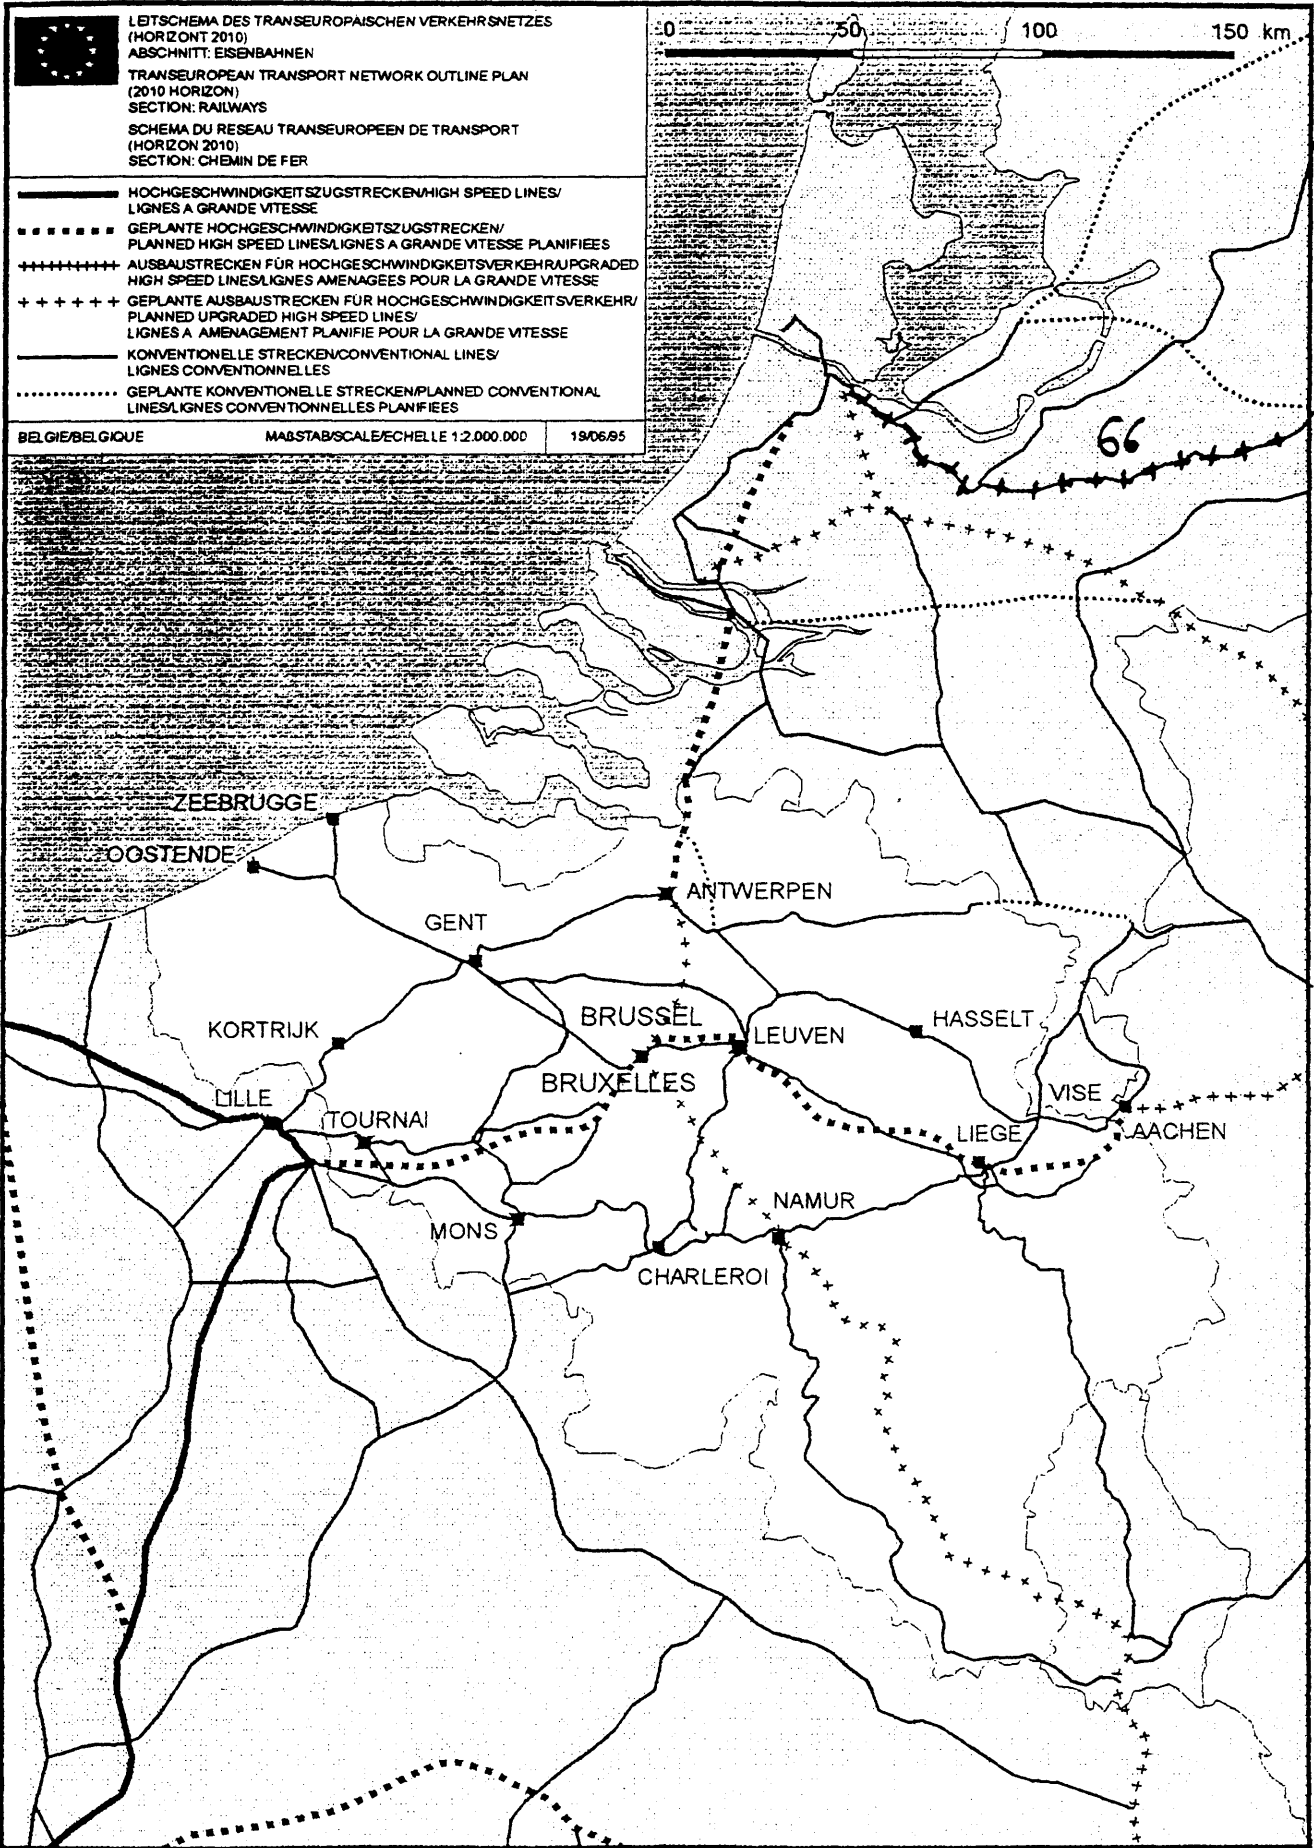 LEITSCHEMA DES TRANSEUROPÄISCHEN VERKEHRSNETZES
(HORIZONT 2010)
ABSCHNITT: EISENBAHNEN
TRANSEUROPEAN TRANSPORT NETWORK OUTLINE PLAN
(2010 HORIZON)
SECTION: RAILWAYS
SCHEMA DU RESEAU TRANSEUROPEEN DE TRANSPORT
(HORIZON 2010)
SECTION: CHEMIN DE FER
HOCHGESCHWINDIGKEITSZUGSTRECKEN/HIGH SPEED LINES/
LIGNES A GRANDE VITESSE
GEPLANTE HOCHGESCHWINDIGKEITSZUGSTRECKEN/
PLANNED HIGH SPEED LINES/LIGNES A GRANDE VITESSE PLANIFIEES
AUSBAUSTRECKEN FÜR HOCHGESCHWINDIGKEITSVERKEHR/UPGRADED
HIGH SPEED LINES/LIGNES AMENAGEES POUR LA GRANDE VITESSE
GEPLANTE AUSBAUSTRECKEN FÜR HOCHGESCHWINDIGKEITSVERKEHR/
PLANNED UPGRADED HIGH SPEED LINES/
LIGNES A AMENAGEMENT PLANIFIE POUR LA GRANDE VITESSE
KONVENTIONELLE STRECKEN/CONVENTIONAL LINES/
LIGNES CONVENTIONNELLES
GEPLANTE KONVENTIONELLE STRECKEN/PLANNED CONVENTIONAL
LINES/LIGNES CONVENTIONNELLES PLANIFIEES
BELGIE/BELGIQUE MAßSTAB/SCALE/ECHELLE 1:2.000.000 19/06/95
0 50 100 150 km
66
ZEEBRUGGE
OOSTENDE
ANTWERPEN
GENT
BRUSSEL
HASSELT
KORTRIJK
LEUVEN
BRUXELLES
LILLE
VISE
TOURNAI
LIEGE
AACHEN
NAMUR
MONS
CHARLEROI